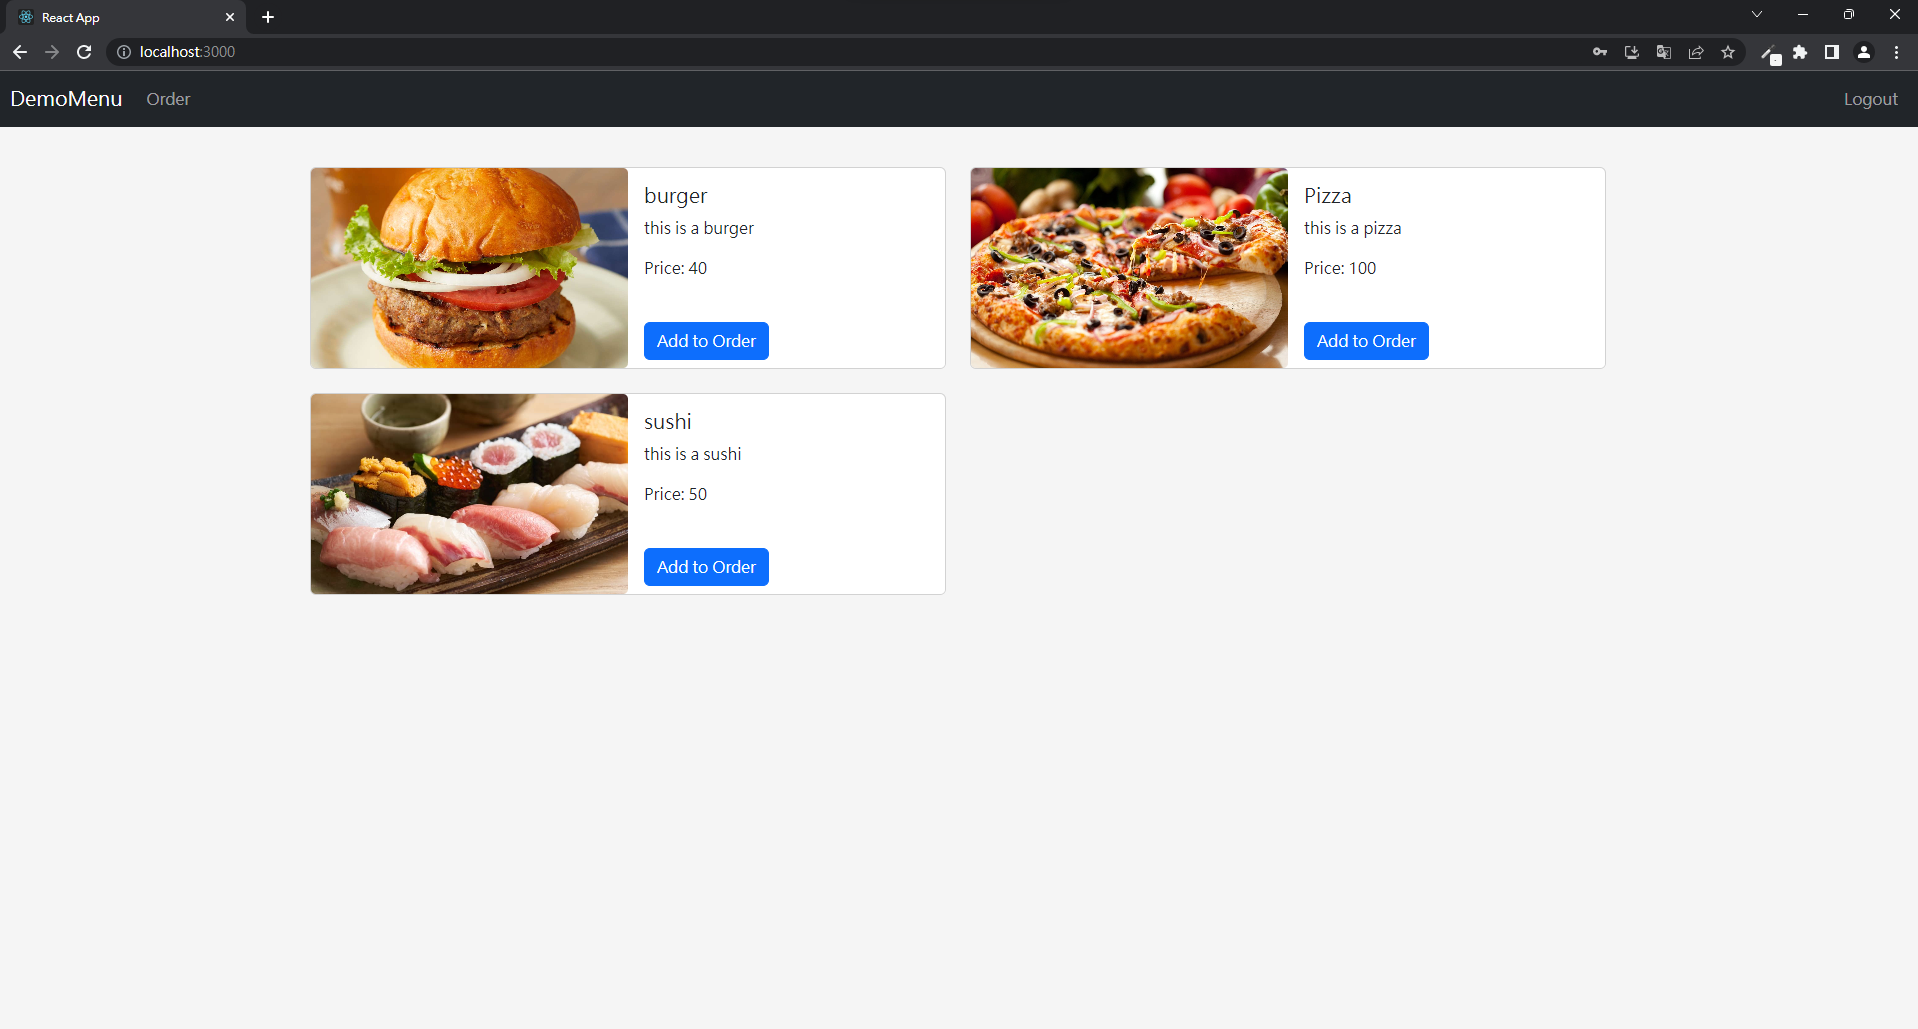 React App
localhost:3000
DemoMenu Order Logout
burger
this is a burger
Price: 40
Add to Order
Pizza
this is a pizza
Price: 100
Add to Order
sushi
this is a sushi
Price: 50
Add to Order